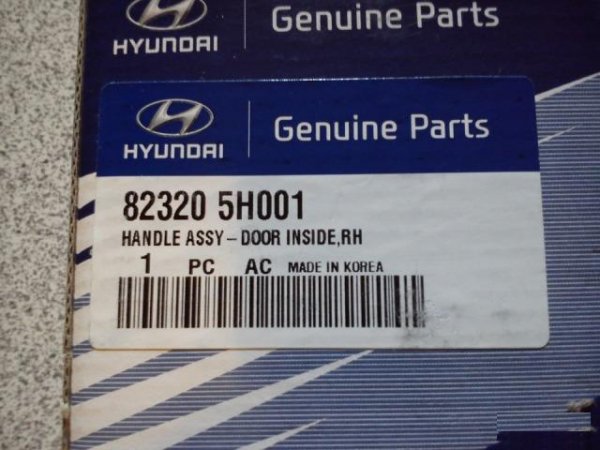 HYUNDAI Genuine Parts
HYUNDAI Genuine Parts
82320 5H001
HANDLE ASSY-DOOR INSIDE,RH
1 PC AC MADE IN KOREA